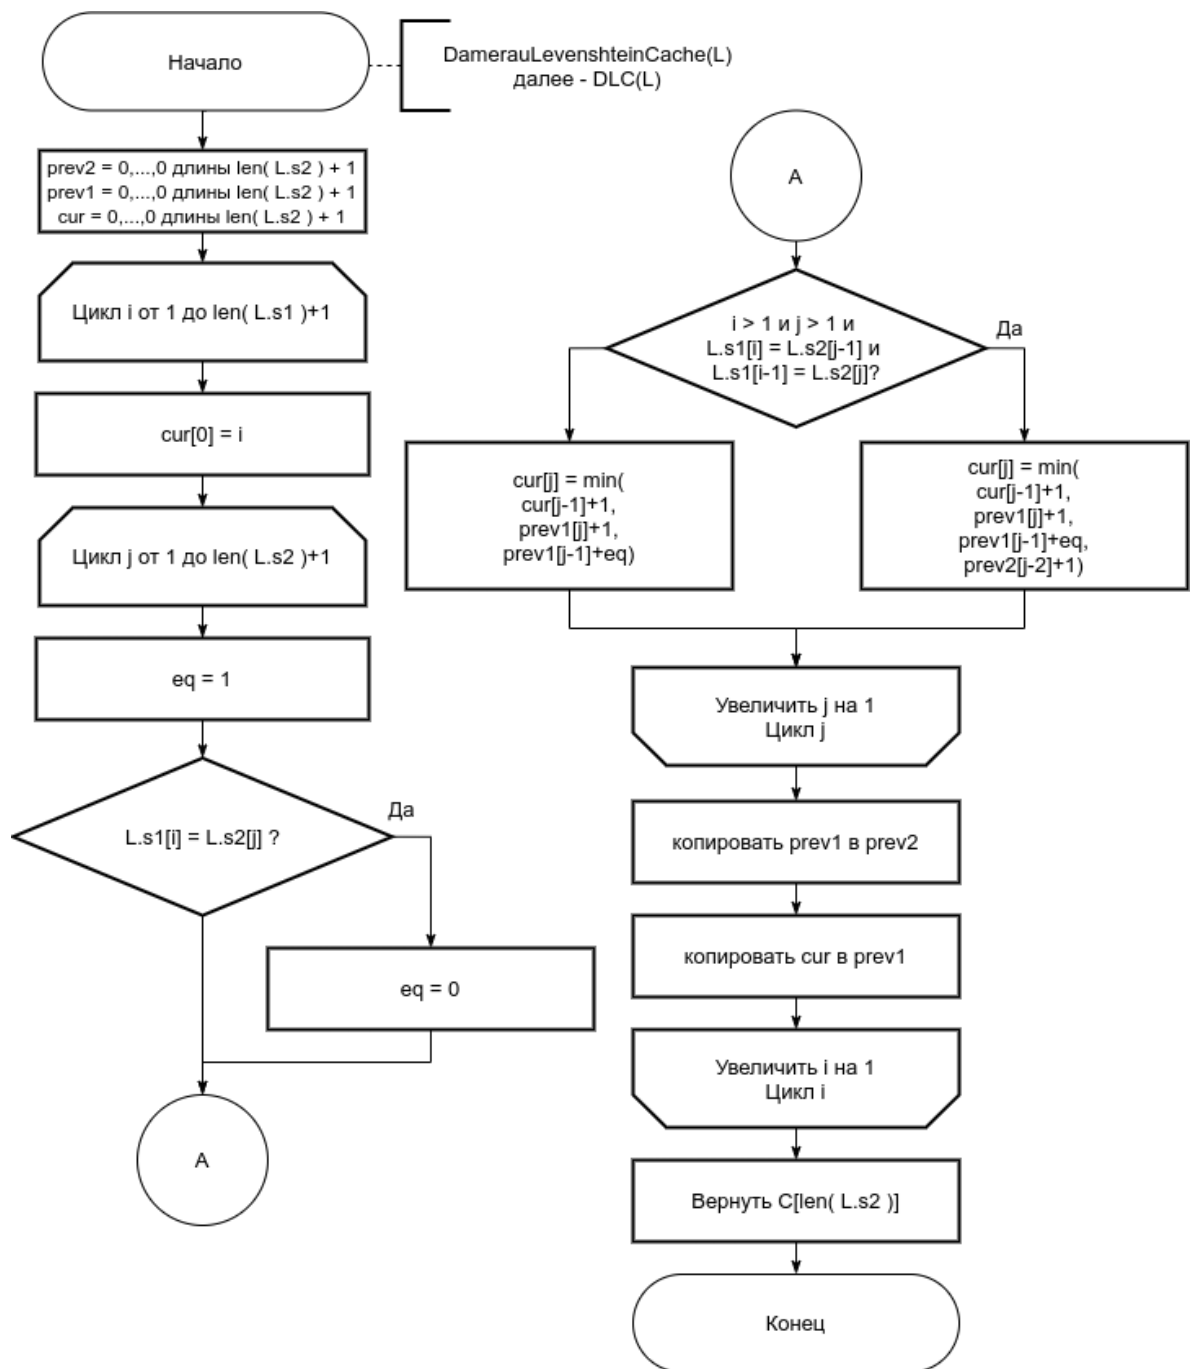 Начало
DamerauLevenshteinCache(L)
далее - DLC(L)
prev2 = 0,...,0 длины len( L.s2 ) + 1
prev1 = 0,...,0 длины len( L.s2 ) + 1
cur = 0,...,0 длины len( L.s2 ) + 1
Цикл i от 1 до len( L.s1 )+1
cur[0] = i
Цикл j от 1 до len( L.s2 )+1
eq = 1
L.s1[i] = L.s2[j] ?
Да
eq = 0
A
A
i > 1 и j > 1 и
L.s1[i] = L.s2[j-1] и
L.s1[i-1] = L.s2[j]?
Да
cur[j] = min(
cur[j-1]+1,
prev1[j]+1,
prev1[j-1]+eq)
cur[j] = min(
cur[j-1]+1,
prev1[j]+1,
prev1[j-1]+eq,
prev2[j-2]+1)
Увеличить j на 1
Цикл j
копировать prev1 в prev2
копировать cur в prev1
Увеличить i на 1
Цикл i
Вернуть C[len( L.s2 )]
Конец